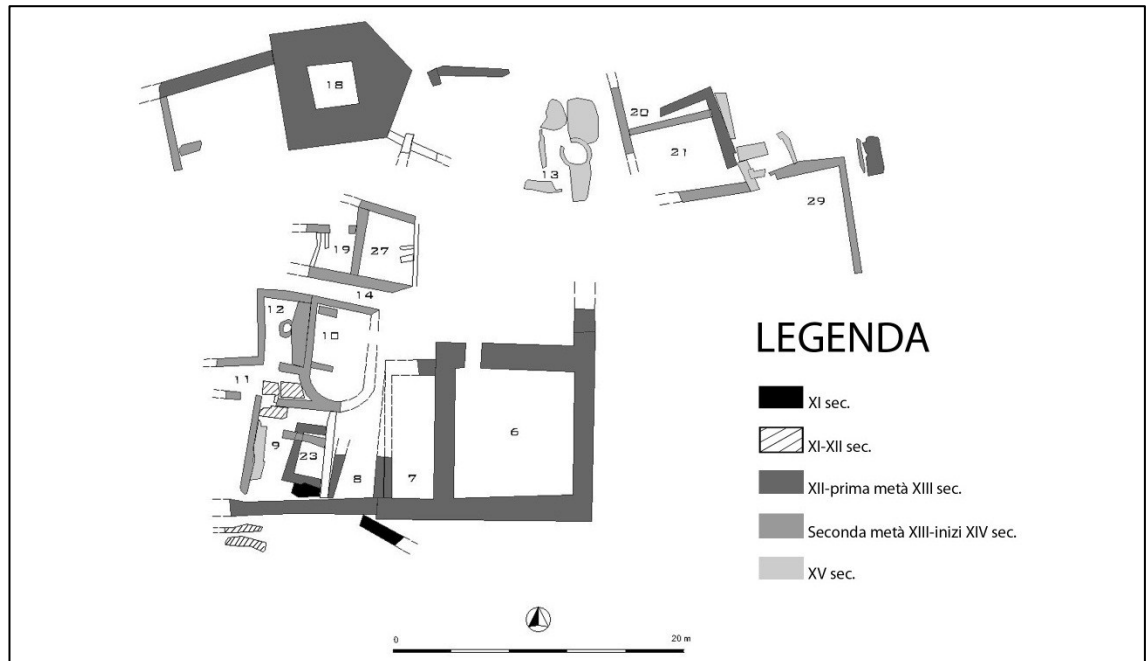 18
20
21
13
29
19
27
14
12
10
11
9
23
8
7
6
LEGENDA
XI sec.
XI-XII sec.
XII-prima metà XIII sec.
Seconda metà XIII-inizi XIV sec.
XV sec.
0
20 m